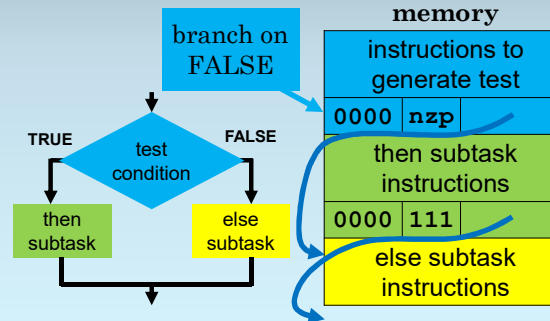 branch on
FALSE
TRUE
FALSE
test
condition
then
subtask
else
subtask
memory
instructions to
generate test
0000 nzp
then subtask
instructions
0000 111
else subtask
instructions